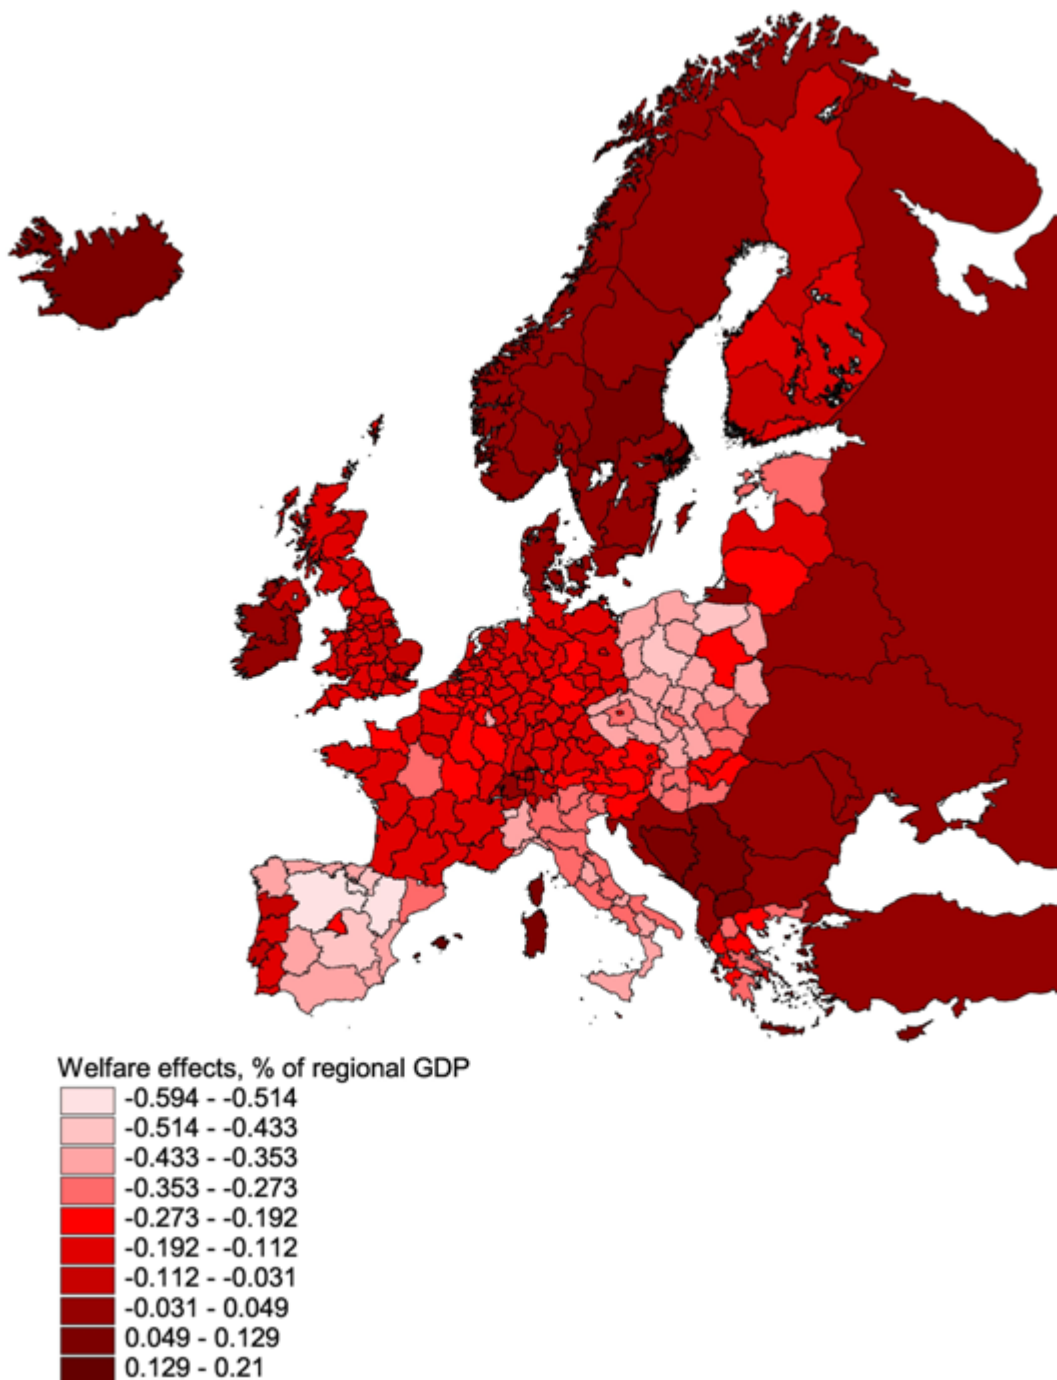 Welfare effects, % of regional GDP
-0.594 - -0.514
-0.514 - -0.433
-0.433 - -0.353
-0.353 - -0.273
-0.273 - -0.192
-0.192 - -0.112
-0.112 - -0.031
-0.031 - 0.049
0.049 - 0.129
0.129 - 0.21